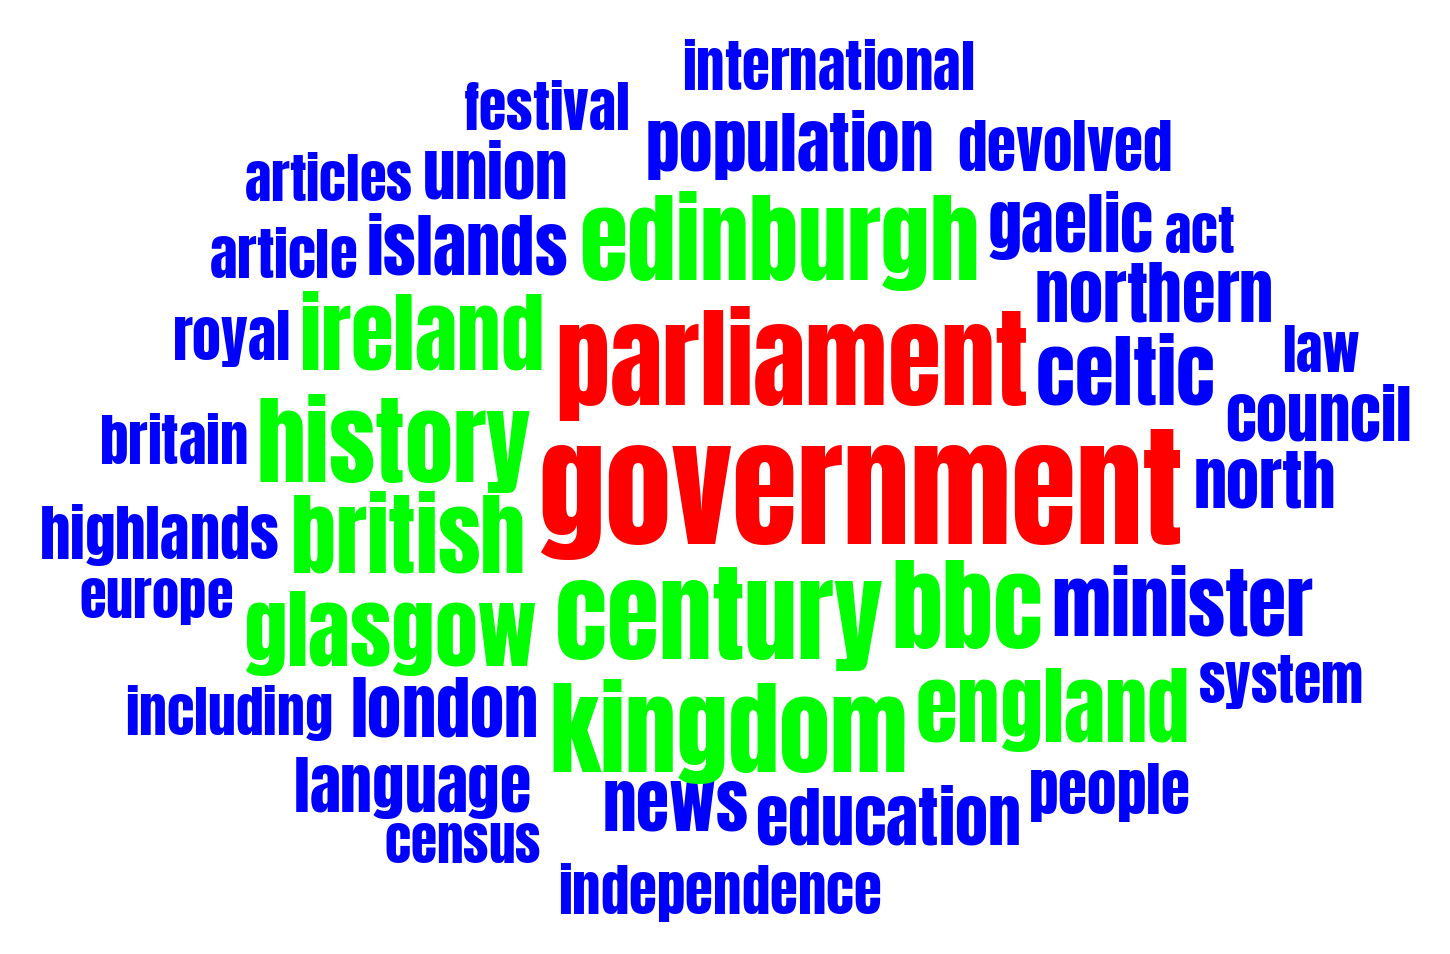 international
festival
population devolved
articles union
article islands edinburgh gaelic act
northern
royal ireland parliament celtic law
britain history council
government north
highlands british
europe glasgow century bbc minister
system
including london kingdom england
language news education people
census
independence